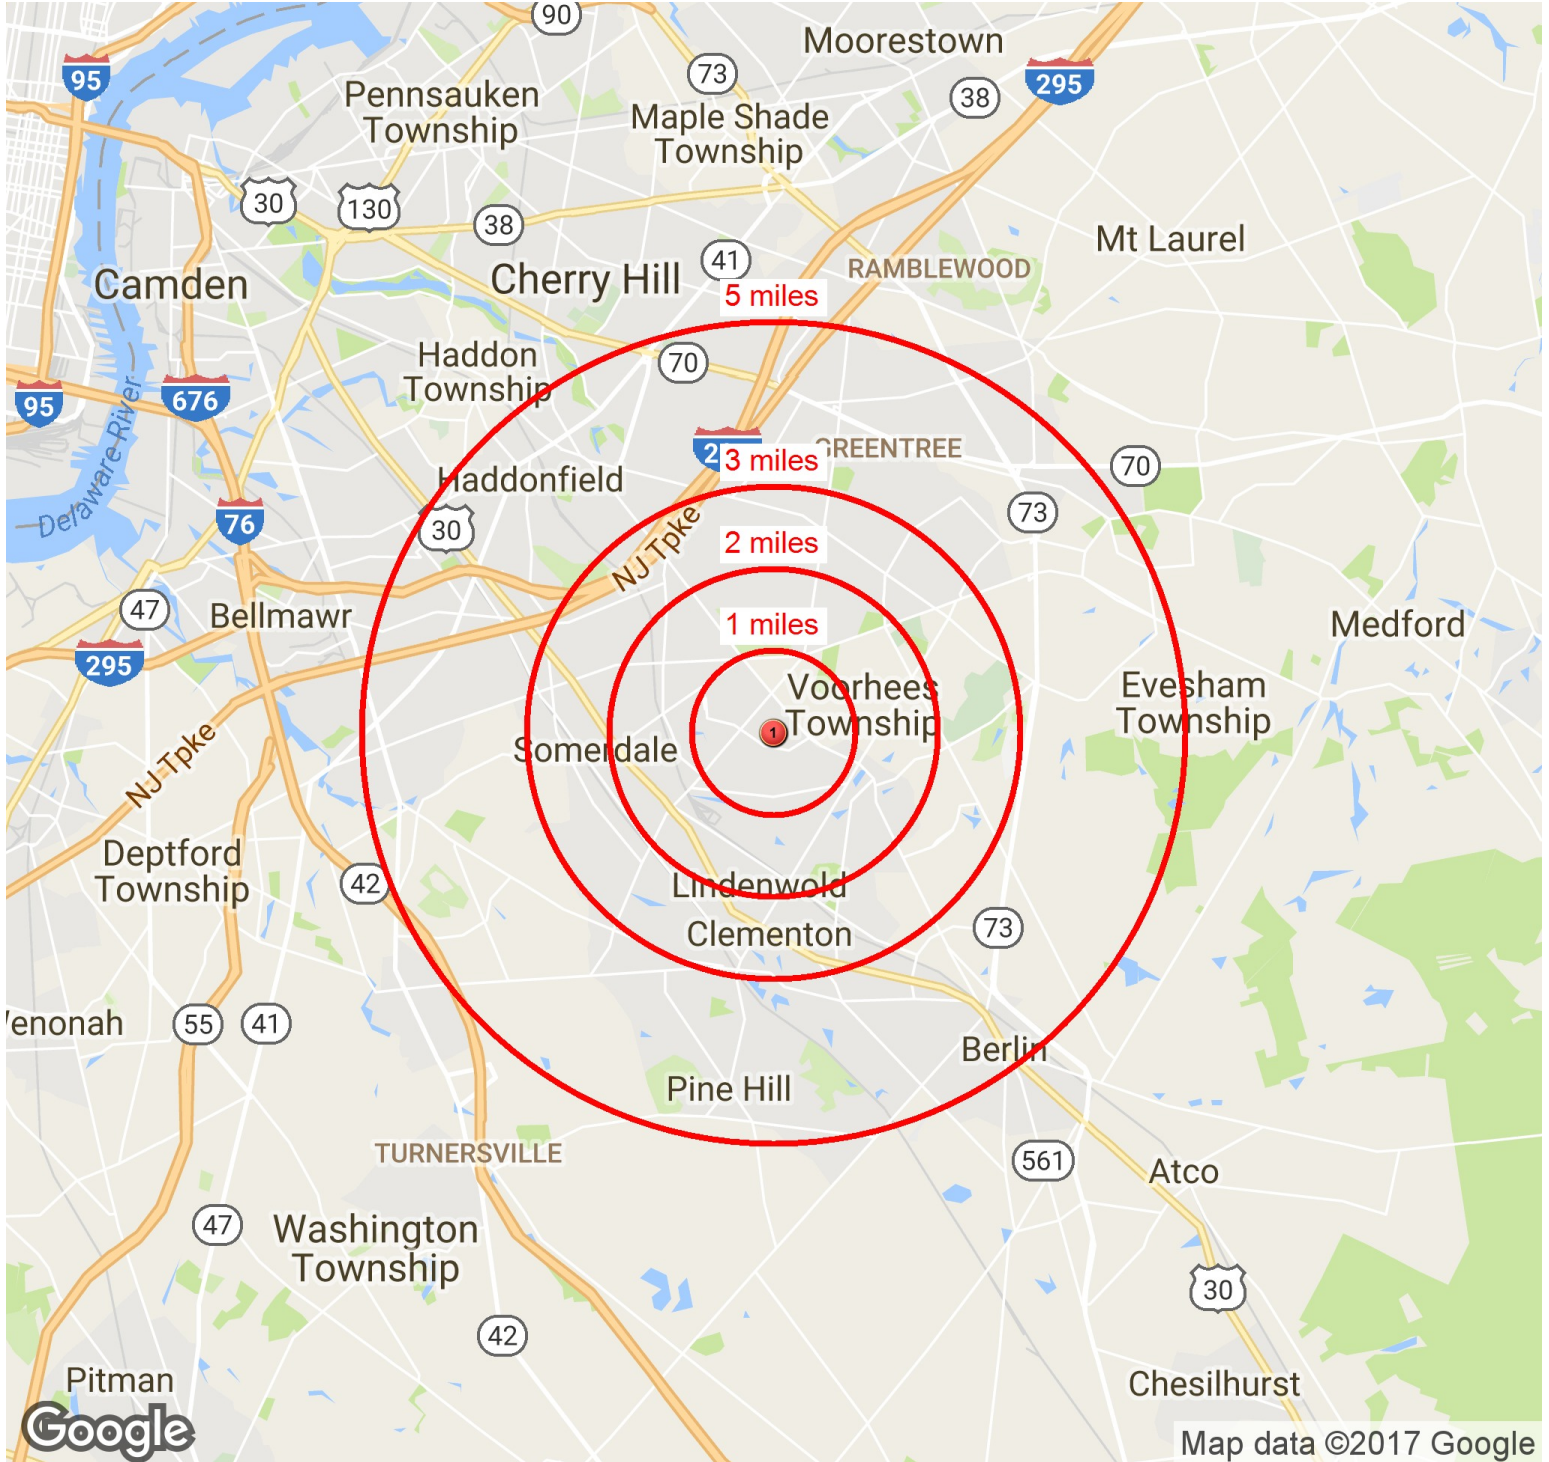 90
Moorestown
95
73
295
38
Pennsauken
Township
Maple Shade
Township
30
130
38
41
Mt Laurel
RAMBLEWOOD
Camden
Cherry Hill
5 miles
Haddon
Township
70
95
676
GREENTREE
3 miles
70
Haddonfield
73
Delaware River
76
30
NJ Tpke
2 miles
47
Bellmawr
1 miles
Medford
295
Voorhees
Township
Evesham
Township
1
Somerdale
NJ Tpke
Deptford
Township
42
Lindenwold
Clementon
73
enonah
55
41
Berlin
Pine Hill
TURNERSVILLE
561
Atco
47
Washington
Township
30
42
Pitman
Chesilhurst
Google
Map data ©2017 Google